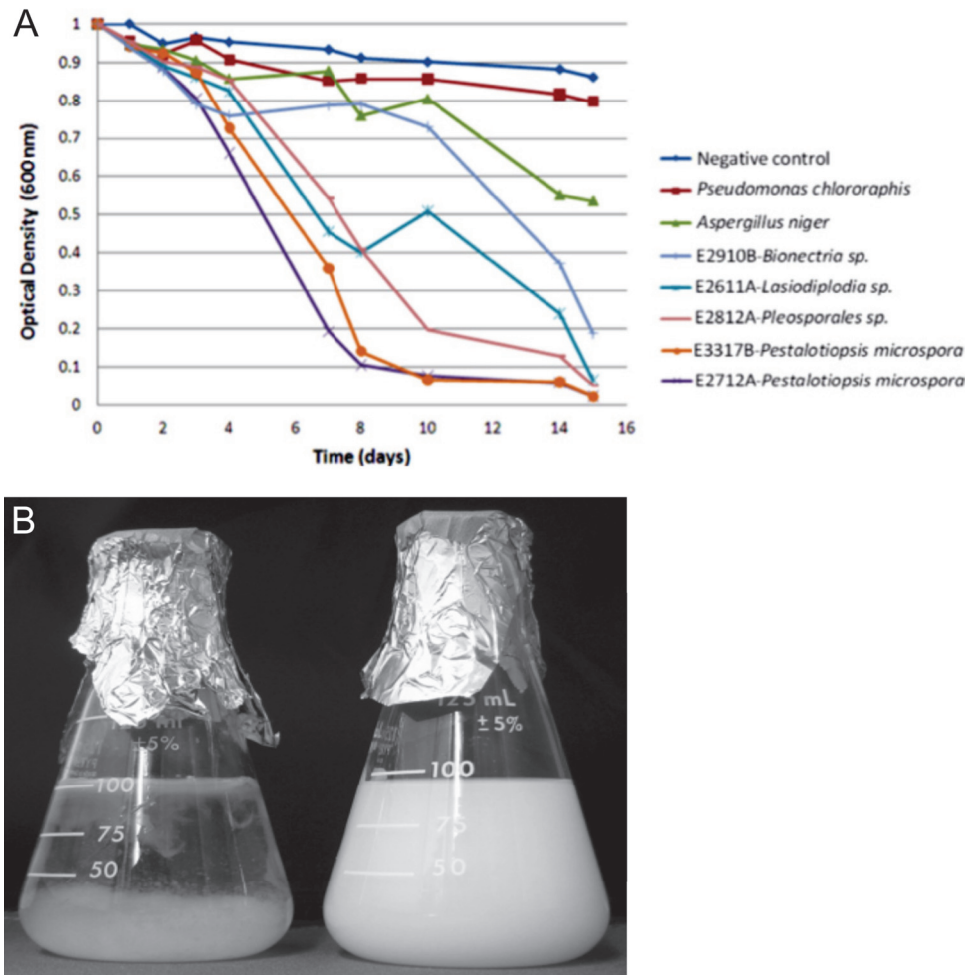 A
Optical Density (600 nm)
1
0.9
0.8
0.7
0.6
0.5
0.4
0.3
0.2
0.1
0
0 2 4 6 8 10 12 14 16
Time (days)
Negative control
Pseudomonas chlororaphis
Aspergillus niger
E2910B-Bionectria sp.
E2611A-Lasiodiplodia sp.
E2812A-Pleosporales sp.
E3317B-Pestalotiopsis microspora
E2712A-Pestalotiopsis microspora
B
±5%
100
75
50
125 mL
±5%
100
75
50